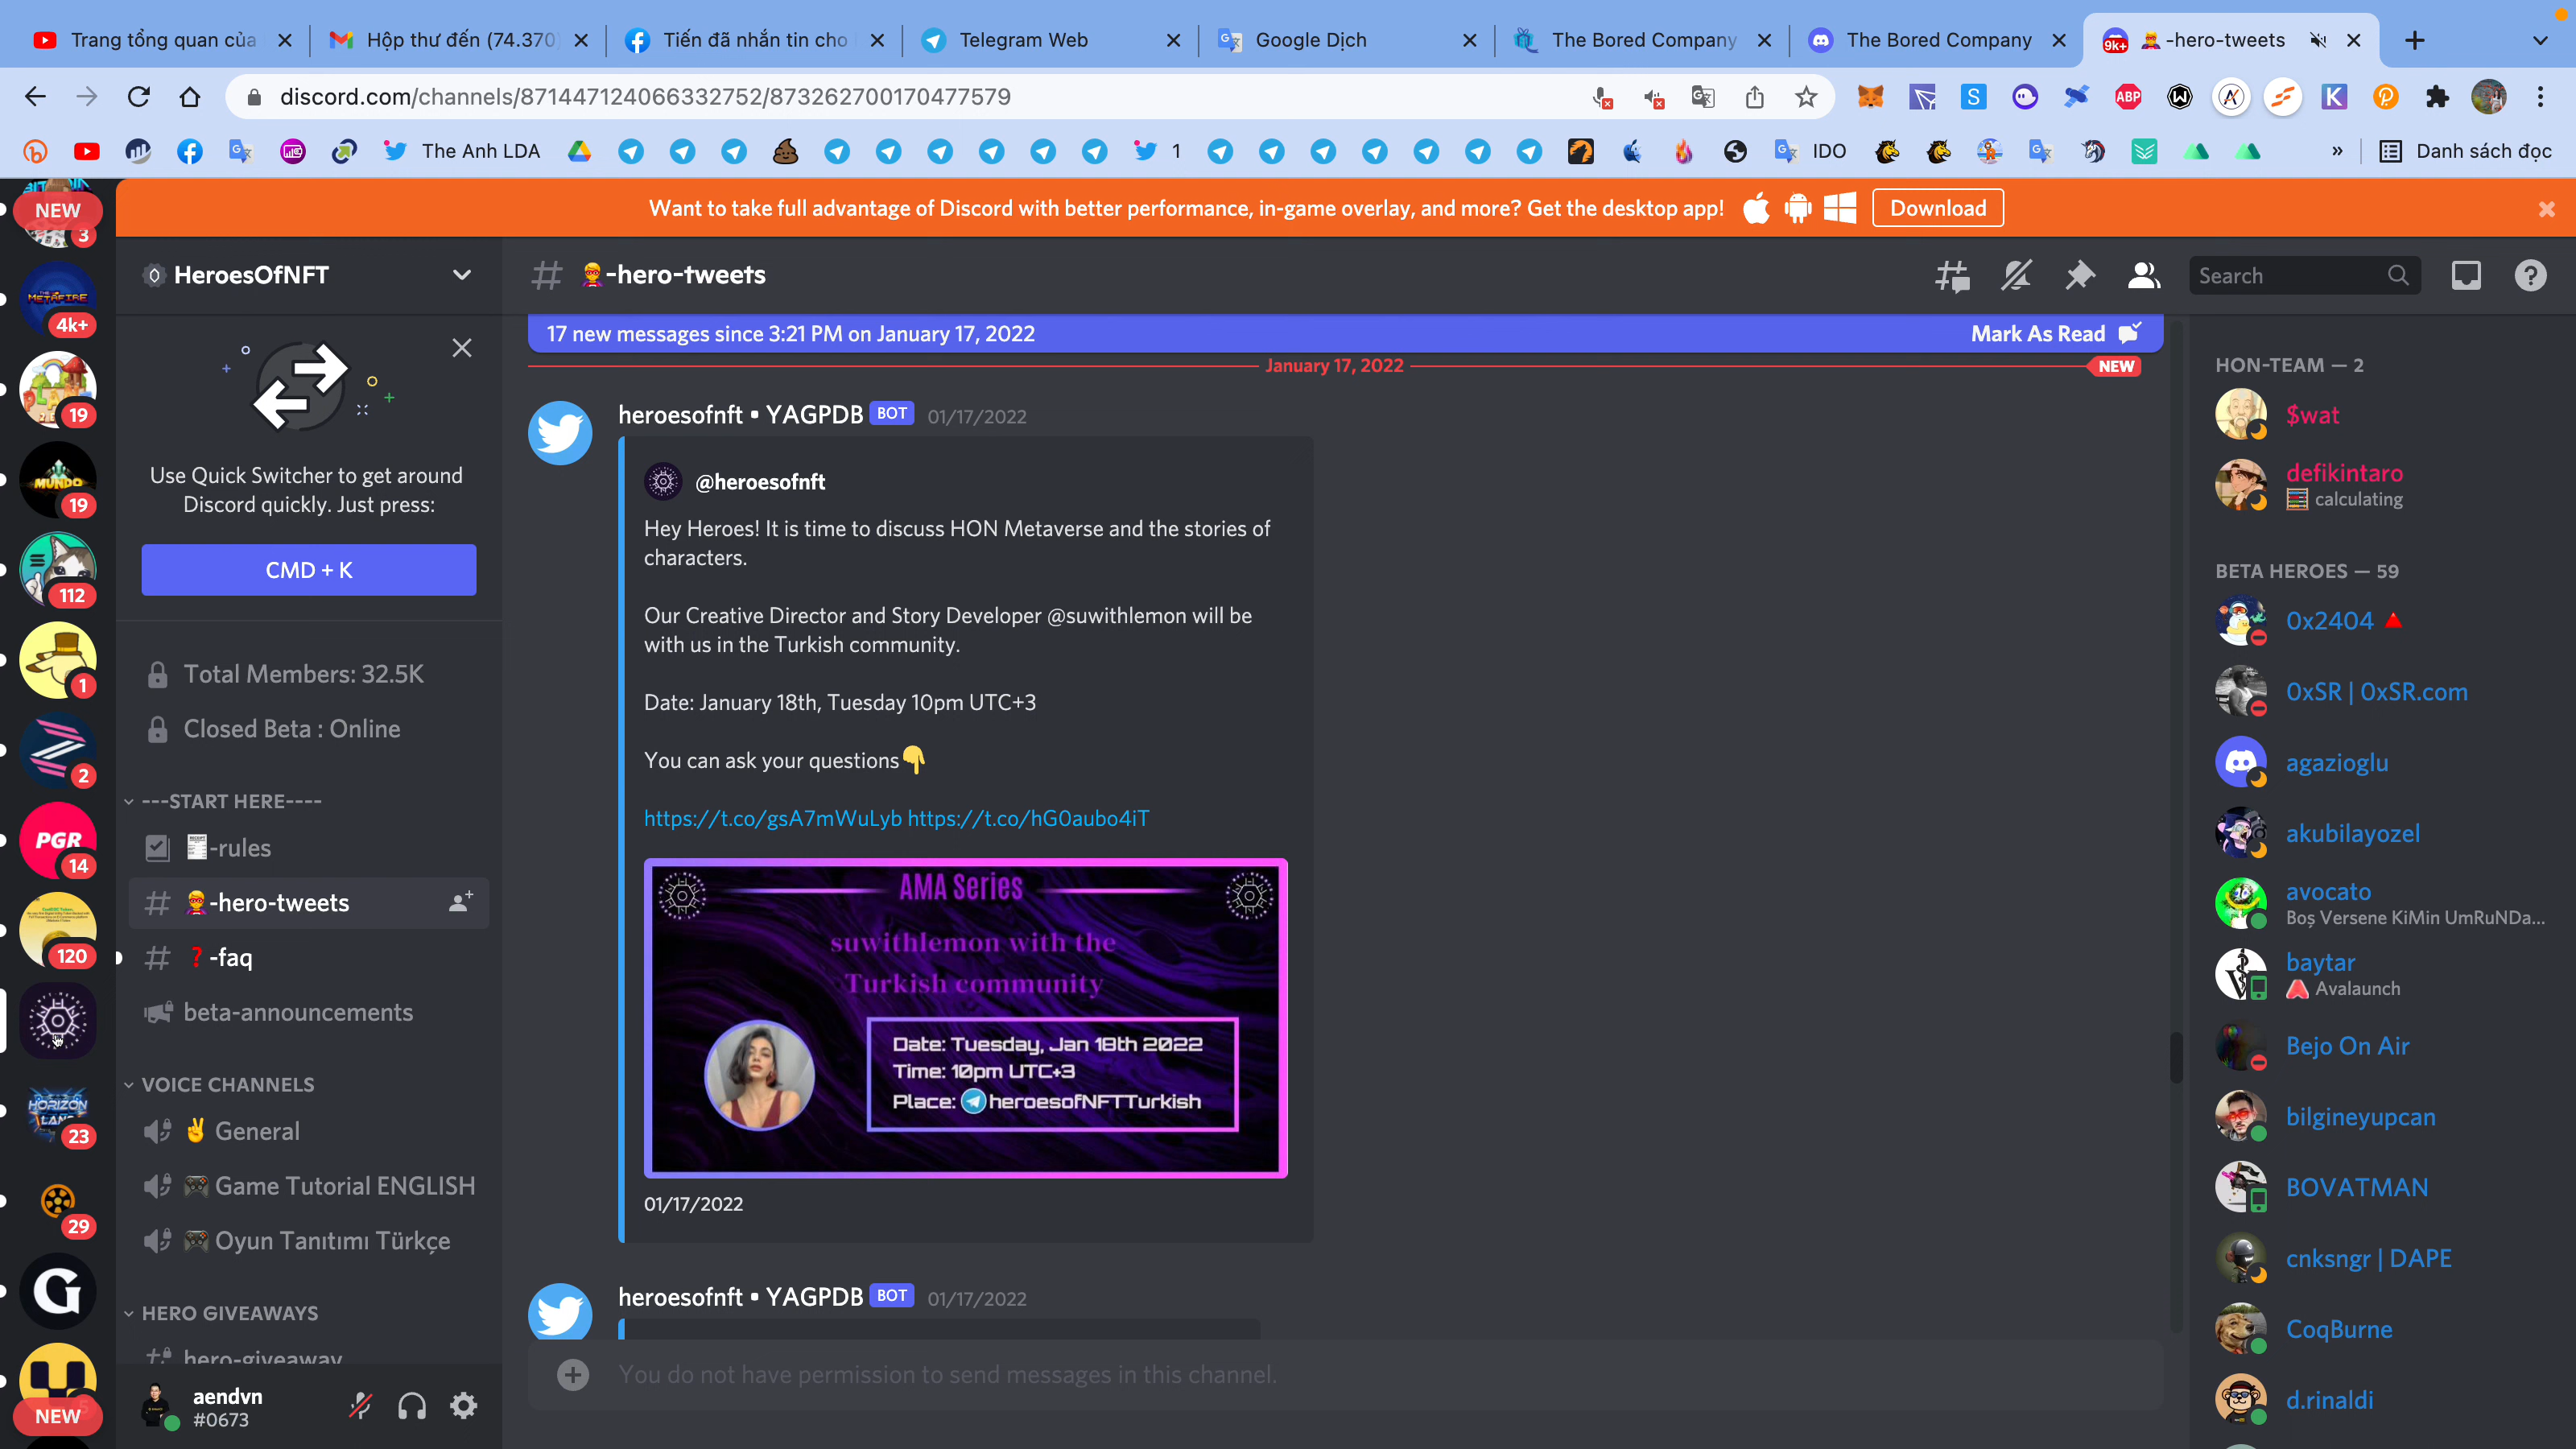 Trang tổng quan của
Hộp thư đến (74.370)
Tiến đã nhắn tin cho
Telegram Web
Google Dịch
The Bored Company
The Bored Company
9k+
-hero-tweets
discord.com/channels/871447124066332752/873262700170477579
ABP
The Anh LDA
1
IDO
»
Danh sách đọc
Want to take full advantage of Discord with better performance, in-game overlay, and more? Get the desktop app!
Download
NEW
3
METAFIRE
4k+
19
MUNDO
19
112
1
2
PGR
14
120
HORIZON
LAND
23
29
G
NEW
HeroesOfNFT
Use Quick Switcher to get around
Discord quickly. Just press:
CMD + K
Total Members: 32.5K
Closed Beta : Online
---START HERE----
-rules
-hero-tweets
-faq
beta-announcements
VOICE CHANNELS
General
Game Tutorial ENGLISH
Oyun Tanıtımı Türkçe
HERO GIVEAWAYS
hero-giveaway
aendvn
#0673
-hero-tweets
Search
17 new messages since 3:21 PM on January 17, 2022
Mark As Read
January 17, 2022
NEW
heroesofnft • YAGPDB BOT 01/17/2022
@heroesofnft
Hey Heroes! It is time to discuss HON Metaverse and the stories of
characters.
Our Creative Director and Story Developer @suwithlemon will be
with us in the Turkish community.
Date: January 18th, Tuesday 10pm UTC+3
You can ask your questions👇
https://t.co/gsA7mWuLyb https://t.co/hG0aubo4iT
AMA Series
suwithlemon with the
Turkish community
Date: Tuesday, Jan 18th 2022
Time: 10pm UTC+3
Place: heroesofNFTTurkish
01/17/2022
heroesofnft • YAGPDB BOT 01/17/2022
You do not have permission to send messages in this channel.
HON-TEAM — 2
$wat
defikintaro
calculating
BETA HEROES — 59
0x2404
0xSR | 0xSR.com
agazioglu
akubilayozel
avocato
Boş Versene KiMin UmRuNDa...
baytar
Avalaunch
Bejo On Air
bilgineyupcan
BOVATMAN
cnksngr | DAPE
CoqBurne
d.rinaldi